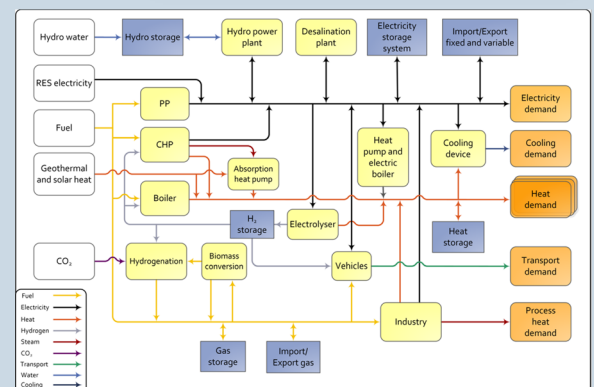 Hydro water
Hydro storage
Hydro power
plant
Desalination
plant
Electricity
storage
system
Import/Export
fixed and variable
RES electricity
PP
Electricity
demand
Fuel
CHP
Heat
pump and
electric
boiler
Cooling
device
Cooling
demand
Geothermal
and solar heat
Absorption
heat pump
Boiler
Heat
demand
H₂
storage
Electrolyser
Heat
storage
CO₂
Hydrogenation
Biomass
conversion
Vehicles
Transport
demand
Fuel
Electricity
Heat
Hydrogen
Steam
CO₂
Transport
Water
Cooling
Industry
Process
heat
demand
Gas
storage
Import/
Export gas